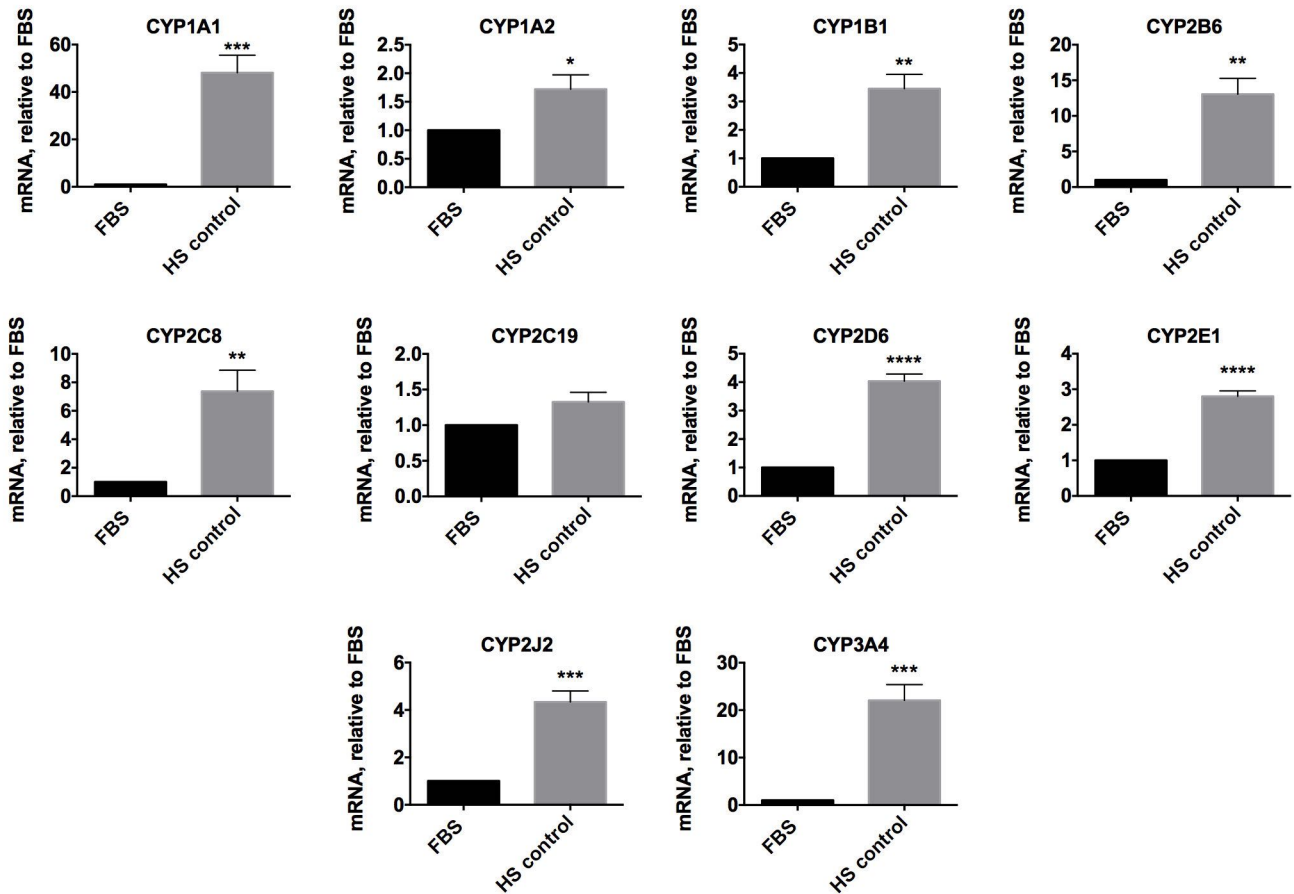 CYP1A1
mRNA, relative to FBS
60
40
20
0
***
FBS
HS control
CYP1A2
mRNA, relative to FBS
2.5
2.0
1.5
1.0
0.5
0.0
*
FBS
HS control
CYP1B1
mRNA, relative to FBS
5
4
3
2
1
0
**
FBS
HS control
CYP2B6
mRNA, relative to FBS
20
15
10
5
0
**
FBS
HS control
CYP2C8
mRNA, relative to FBS
10
8
6
4
2
0
**
FBS
HS control
CYP2C19
mRNA, relative to FBS
2.0
1.5
1.0
0.5
0.0
FBS
HS control
CYP2D6
mRNA, relative to FBS
5
4
3
2
1
0
****
FBS
HS control
CYP2E1
mRNA, relative to FBS
4
3
2
1
0
****
FBS
HS control
CYP2J2
mRNA, relative to FBS
6
4
2
0
***
FBS
HS control
CYP3A4
mRNA, relative to FBS
30
20
10
0
***
FBS
HS control